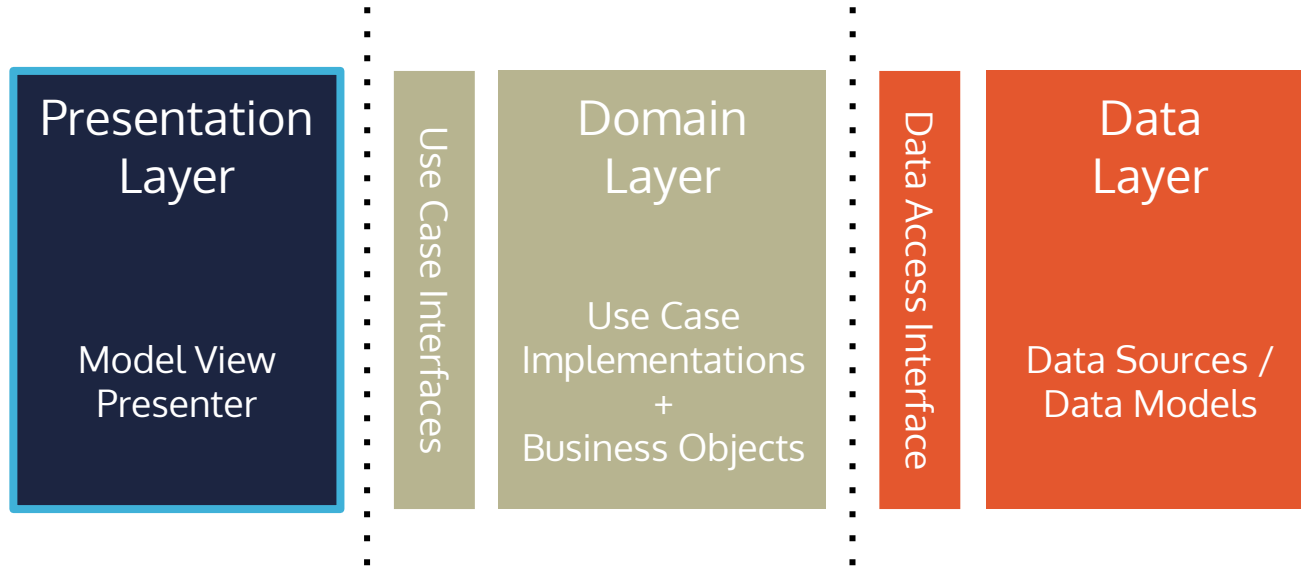 Presentation
Layer
Model View
Presenter
Use Case Interfaces
Domain
Layer
Use Case
Implementations
+
Business Objects
Data Access Interface
Data
Layer
Data Sources /
Data Models